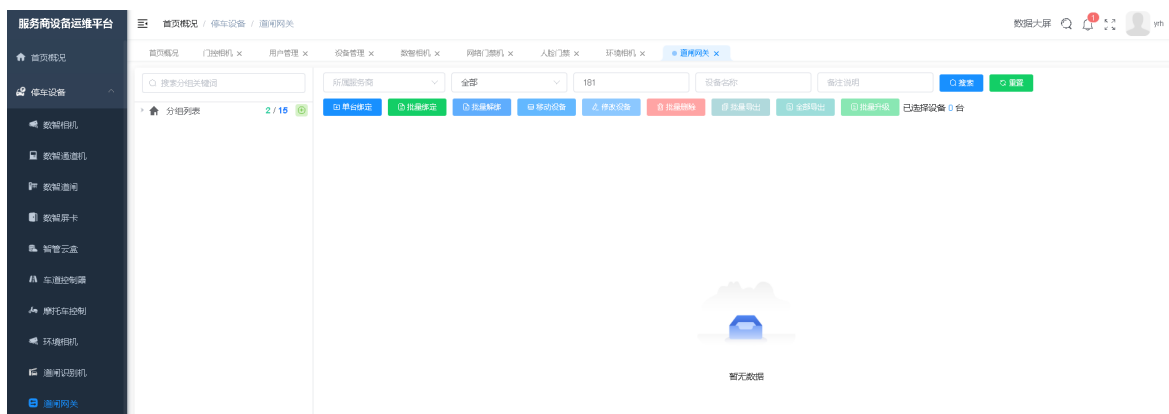 服务商设备运维平台
首页概况 / 停车设备 / 道闸网关
数据大屏 1 yrh
首页概况 门控相机 × 用户管理 × 设备管理 × 数智相机 × 网络门禁机 × 人脸门禁 × 环境相机 × 道闸网关 ×
首页概况
停车设备
数智相机
数智通道机
数智道闸
数智屏卡
智管云盒
车道控制器
摩托车控制
环境相机
道闸识别机
道闸网关
搜索分组关键词
分组列表 2 / 15
所属服务商 全部 181 设备名称 备注说明 搜索 重置
单台绑定 批量绑定 批量解绑 移动设备 修改设备 批量删除 批量导出 全部导出 批量升级 已选择设备 0 台
暂无数据